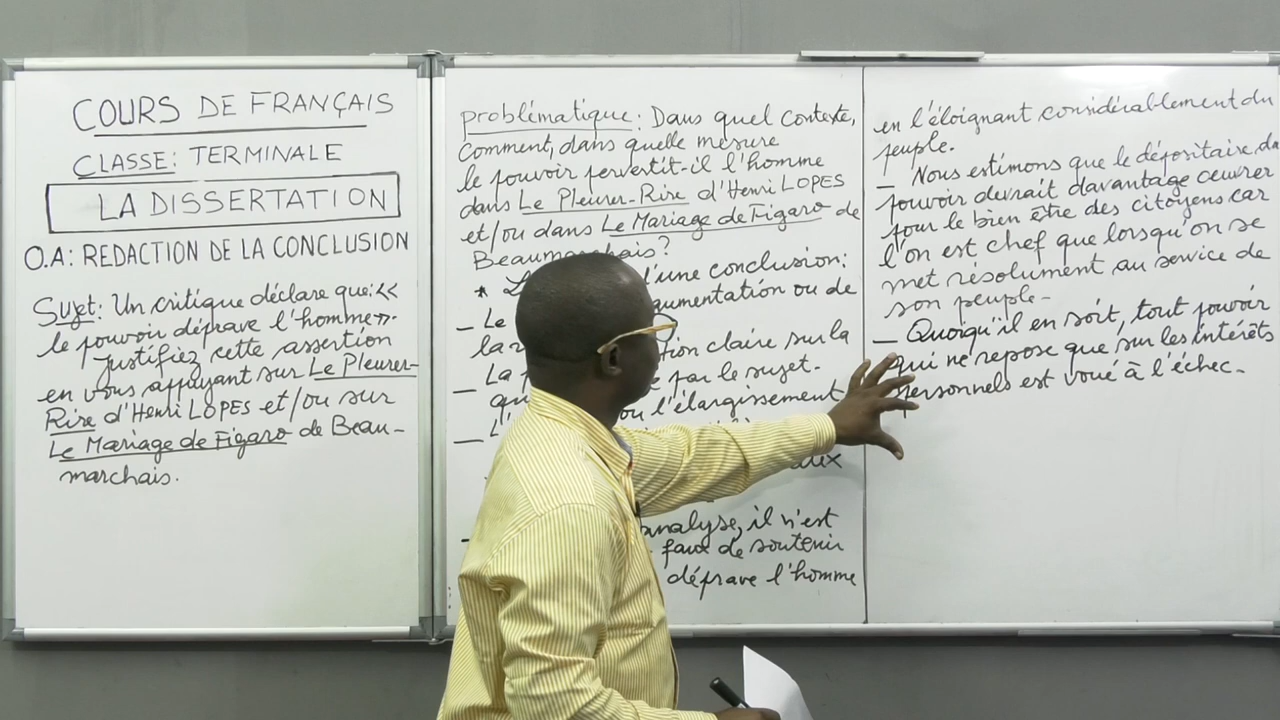 COURS DE FRANÇAIS
CLASSE: TERMINALE
LA DISSERTATION
O.A: REDACTION DE LA CONCLUSION
Sujet: Un critique déclare que: <<
le pouvoir déprave l'homme>>.
Justifiez cette assertion
en vous appuyant sur Le Pleurer-
Rire d'Henri LOPES et/ou sur
Le Mariage de Figaro de Beau-
marchais.
problématique: Dans quel contexte,
comment, dans quelle mesure
le pouvoir pervertit-il l'homme
dans Le Pleurer-Rire d'Henri LOPES
et/ou dans Le Mariage de Figaro de
Beaumarchais?
* d'une conclusion:
_ Le argumentation ou de
la
_ La claire sur la
par le sujet.
_ ou l'élargissement
analyse, il n'est
faux de soutenir
déprave l'homme
en l'éloignant considérablement du
peuple.
_ Nous estimons que le dépositaire du
pouvoir devrait davantage œuvrer
pour le bien être des citoyens car
l'on est chef que lorsqu'on se
met résolument au service de
son peuple-
_ Quoiqu'il en soit, tout pouvoir
qui ne repose que sur les intérêts
personnels est voué à l'échec-